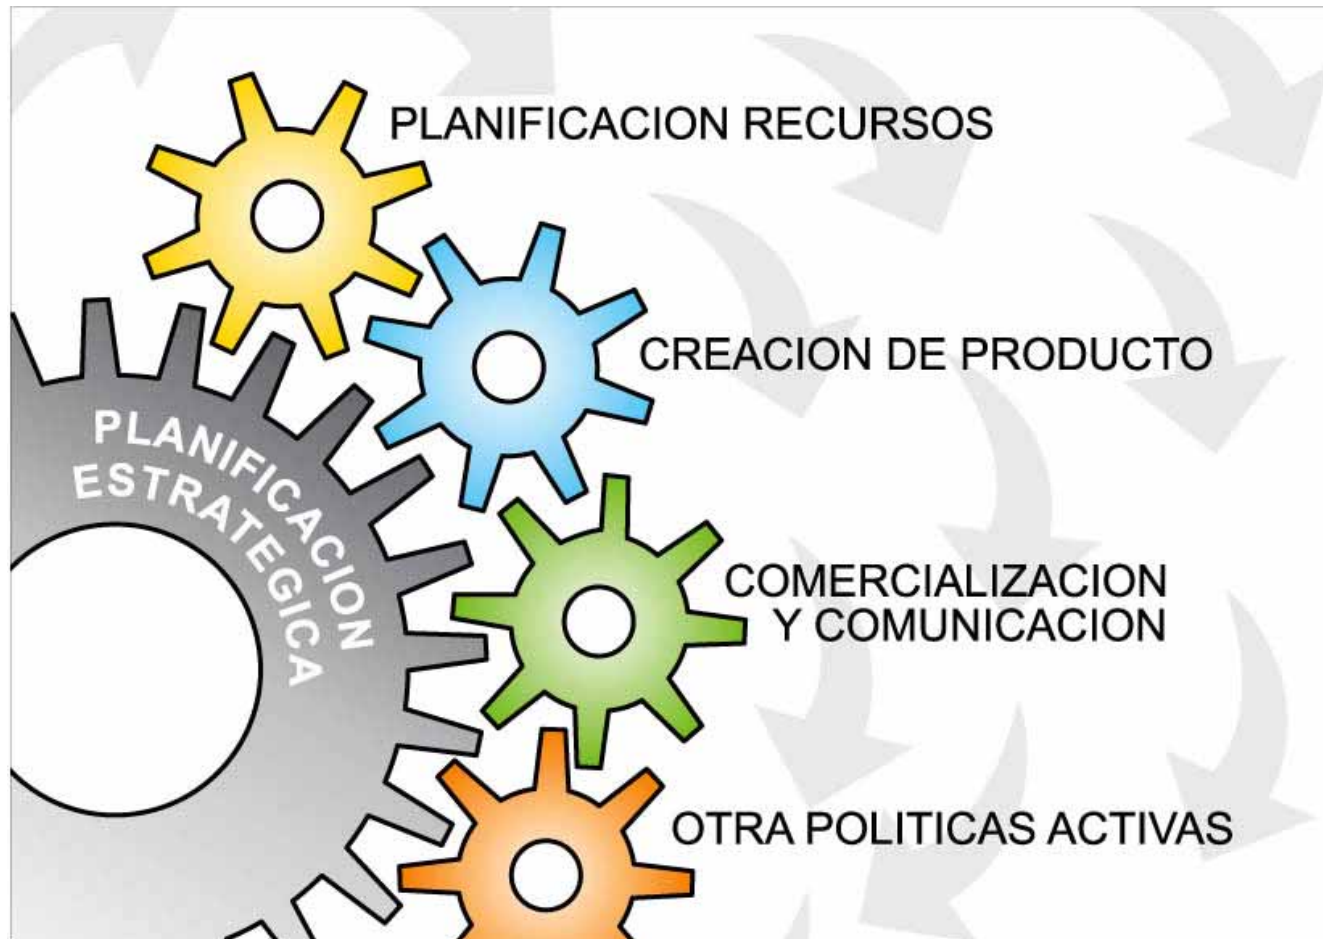 PLANIFICACION RECURSOS
CREACION DE PRODUCTO
PLANIFICACION
ESTRATEGICA
COMERCIALIZACION
Y COMUNICACION
OTRA POLITICAS ACTIVAS